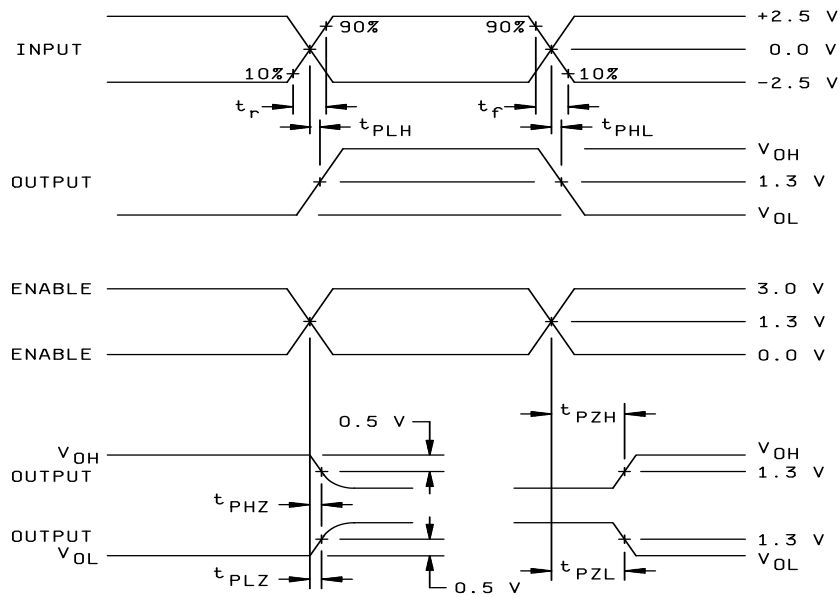 +2.5 V
90% 90%
INPUT 0.0 V
10% 10%
-2.5 V
tr tf
tPLH tPHL
VOH
OUTPUT 1.3 V
VOL
ENABLE 3.0 V
1.3 V
ENABLE 0.0 V
tPZH
0.5 V
VOH VOH
OUTPUT 1.3 V
tPHZ
OUTPUT 1.3 V
VOL VOL
tPLZ tPZL
0.5 V